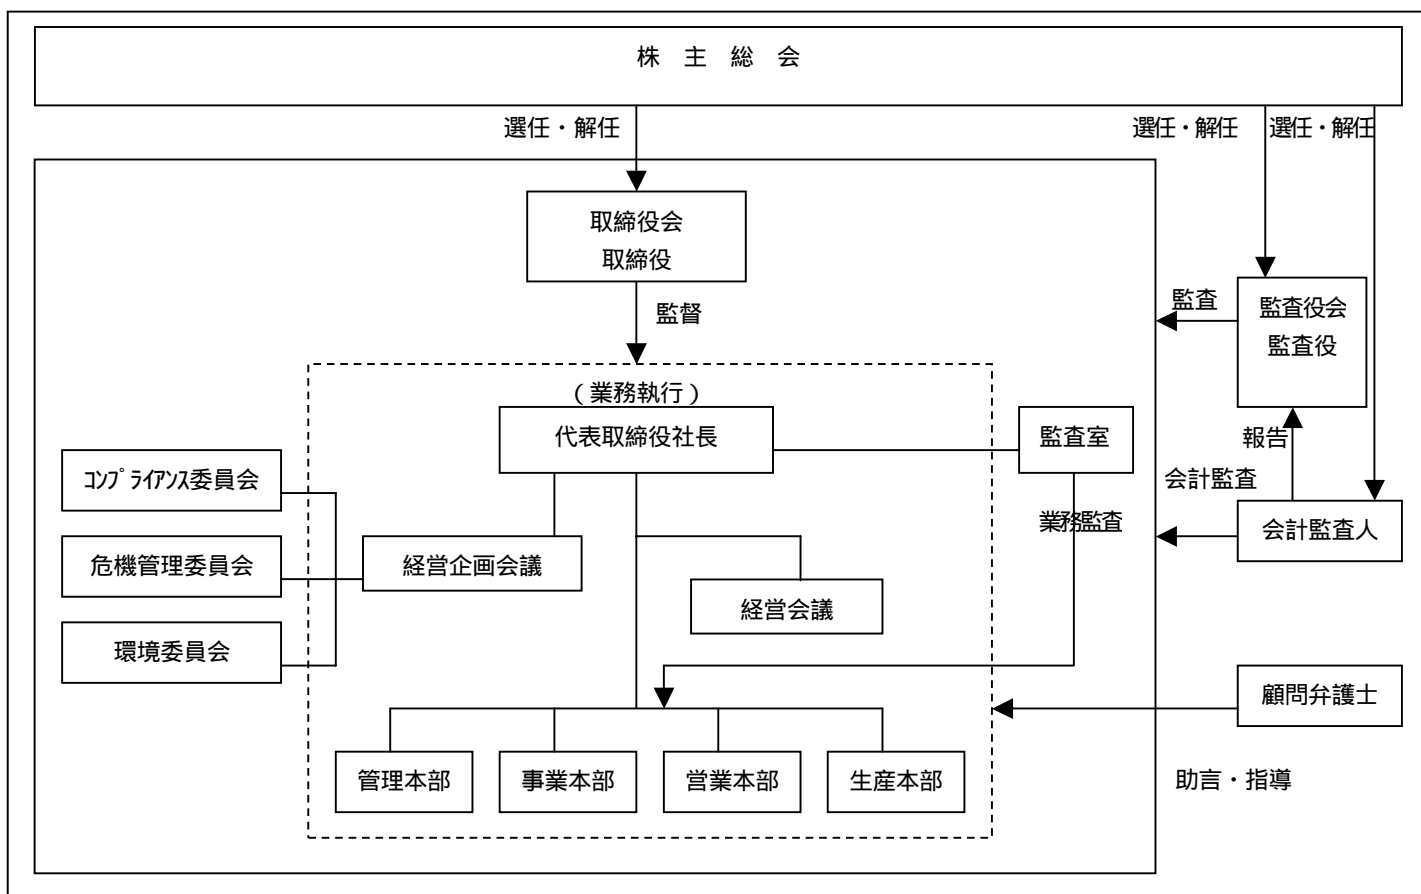 株 主 総 会
選任・解任
選任・解任
選任・解任
取締役会
取締役
監督
監査
監査役会
監査役
(業務執行)
代表取締役社長
監査室
報告
コンプライアンス委員会
会計監査
業務監査
会計監査人
危機管理委員会
経営企画会議
経営会議
環境委員会
顧問弁護士
管理本部
事業本部
営業本部
生産本部
助言・指導